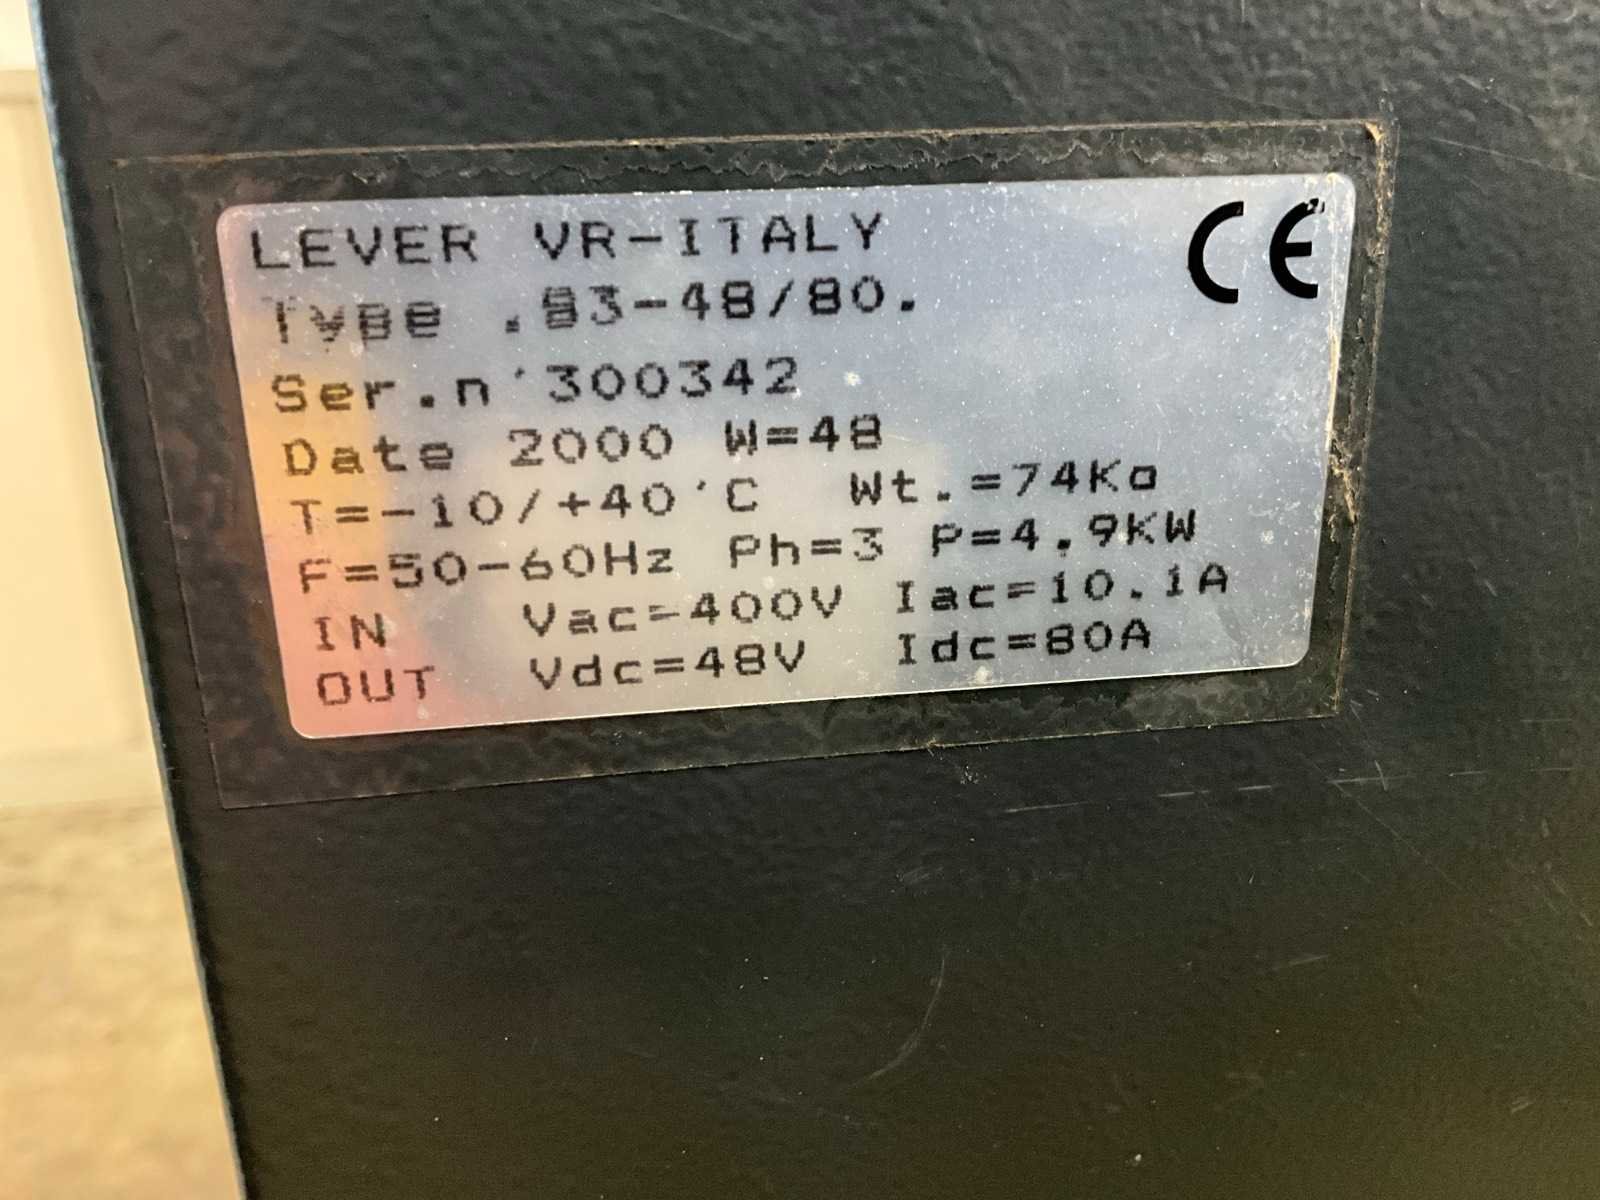 LEVER VR-ITALY CE
Type .83-48/80.
Ser.n°300342
Date 2000 W=48
T=-10/+40°C Wt.=74Kg
F=50-60Hz Ph=3 P=4.9KW
IN Vac=400V Iac=10.1A
OUT Vdc=48V Idc=80A